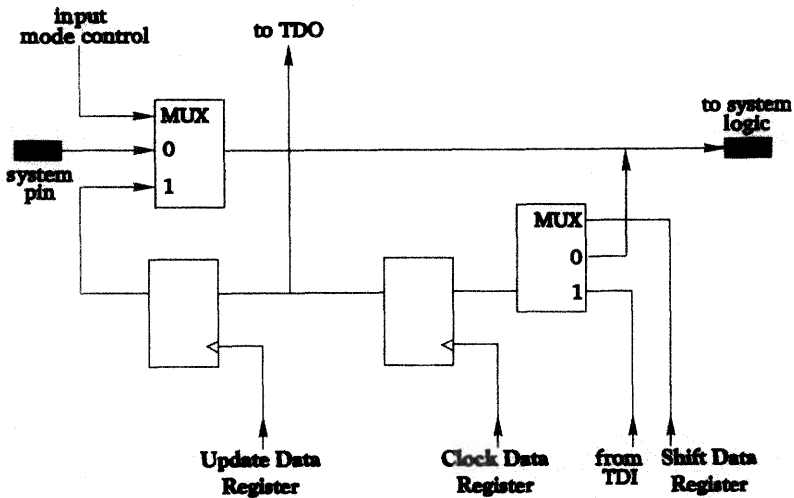 input
mode control
to TDO
MUX
0
1
system
pin
to system
logic
MUX
0
1
Update Data
Register
Clock Data
Register
from
TDI
Shift Data
Register